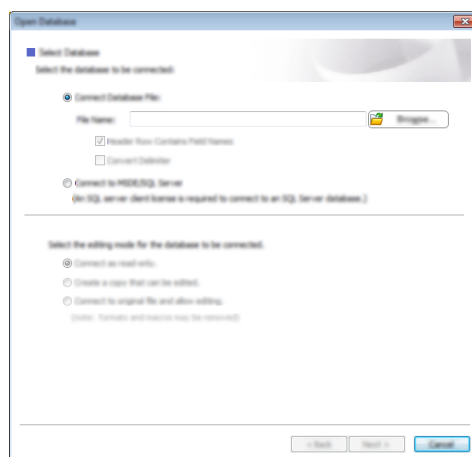 Open Database
Select Database
Select the database to be connected:
Connect Database File:
File Name:
Browse...
Header Row Contains Field Names
Convert Delimiter
Connect to MSDE/SQL Server
(An SQL server client license is required to connect to an SQL Server database.)
Select the editing mode for the database to be connected.
Connect as read-only.
Create a copy that can be edited.
Connect to original file and allow editing.
(note: formats and macros may be removed)
< Back
Next >
Cancel